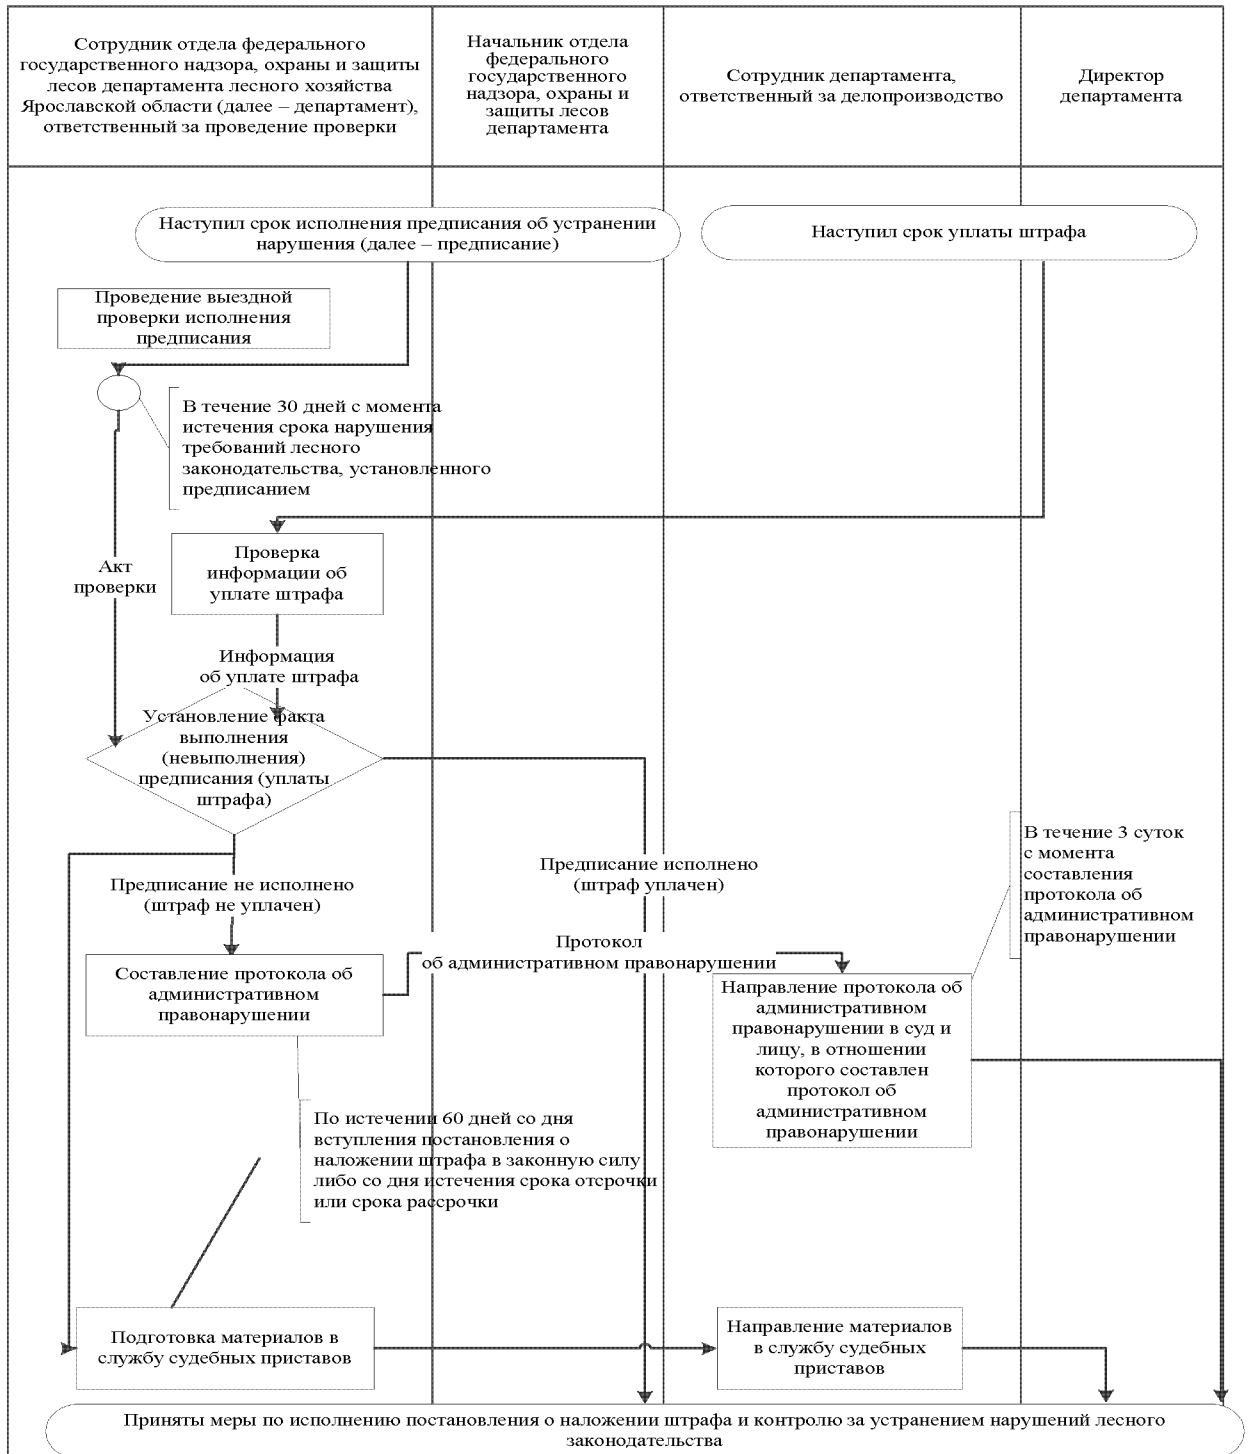 Сотрудник отдела федерального
государственного надзора, охраны и защиты
лесов департамента лесного хозяйства
Ярославской области (далее – департамент),
ответственный за проведение проверки
Начальник отдела
федерального
государственного
надзора, охраны и
защиты лесов
департамента
Сотрудник департамента,
ответственный за делопроизводство
Директор
департамента
Наступил срок исполнения предписания об устранении
нарушения (далее – предписание)
Наступил срок уплаты штрафа
Проведение выездной
проверки исполнения
предписания
В течение 30 дней с момента
истечения срока нарушения
требований лесного
законодательства, установленного
предписанием
Проверка
информации об
уплате штрафа
Акт
проверки
Информация
об уплате штрафа
Установление факта
выполнения
(невыполнения)
предписания (уплаты
штрафа)
Предписание не исполнено
(штраф не уплачен)
Предписание исполнено
(штраф уплачен)
В течение 3 суток
с момента
составления
протокола об
административном
правонарушении
Протокол
об административном правонарушении
Составление протокола об
административном
правонарушении
Направление протокола об
административном
правонарушении в суд и
лицу, в отношении
которого составлен
протокол об
административном
правонарушении
По истечении 60 дней со дня
вступления постановления о
наложении штрафа в законную силу
либо со дня истечения срока отсрочки
или срока рассрочки
Подготовка материалов в
службу судебных приставов
Направление материалов
в службу судебных
приставов
Приняты меры по исполнению постановления о наложении штрафа и контролю за устранением нарушений лесного
законодательства